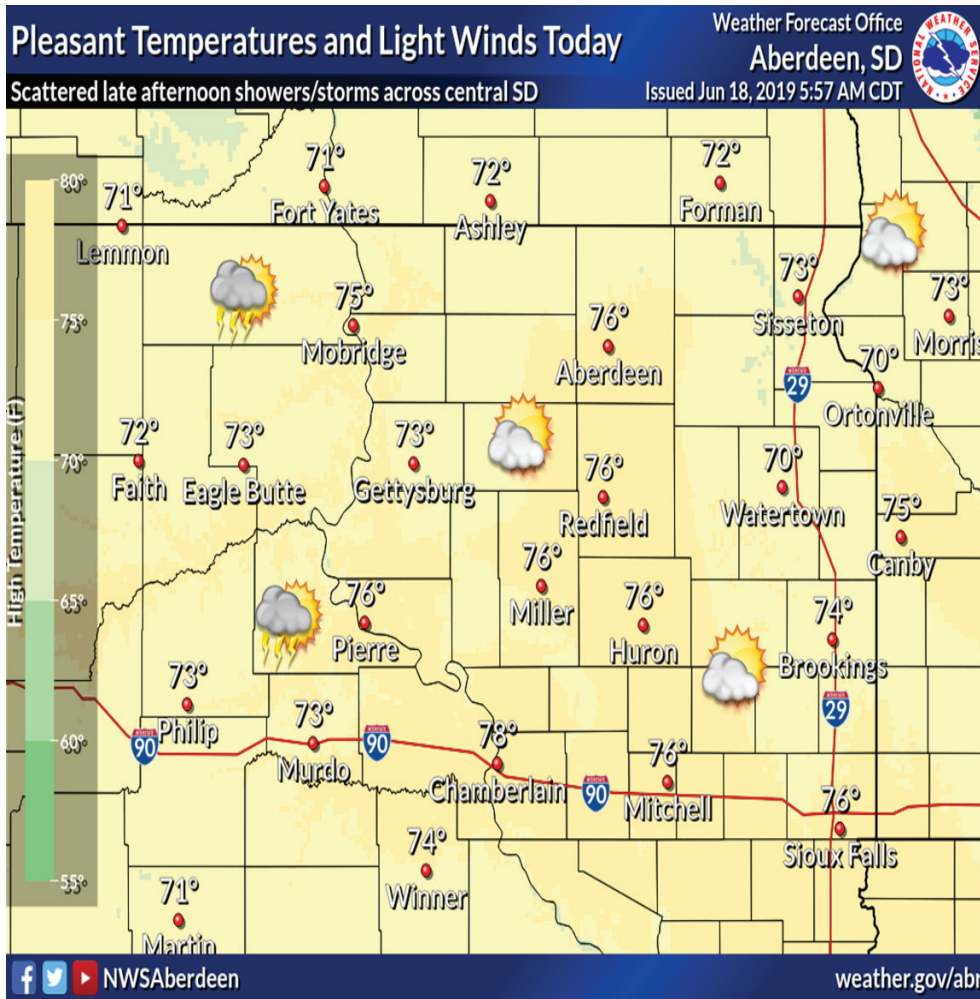 Pleasant Temperatures and Light Winds Today
Weather Forecast Office
Aberdeen, SD
Scattered late afternoon showers/storms across central SD
Issued Jun 18, 2019 5:57 AM CDT
NATIONAL WEATHER SERVICE
High Temperature (F)
80°
75°
70°
65°
60°
55°
71°
Lemmon
71°
Fort Yates
72°
Ashley
72°
Forman
75°
Mobridge
76°
Aberdeen
73°
Sisseton
73°
Morris
29
70°
Ortonville
72°
Faith
73°
Eagle Butte
73°
Gettysburg
76°
Redfield
70°
Watertown
75°
Canby
76°
Pierre
76°
Miller
76°
Huron
74°
Brookings
29
73°
Philip
90
73°
Murdo
90
78°
Chamberlain
90
76°
Mitchell
76°
Sioux Falls
74°
Winner
71°
Martin
NWSAberdeen
weather.gov/abr